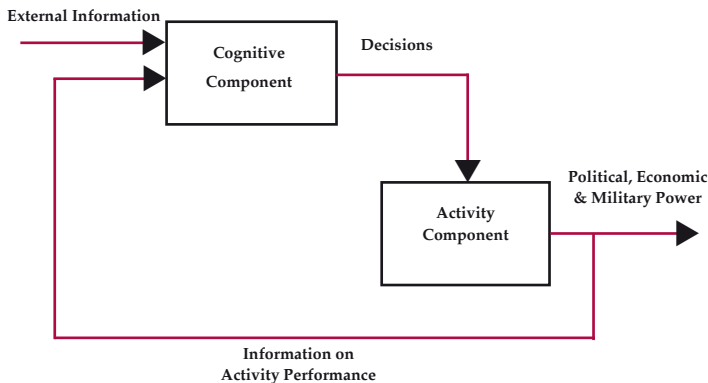 External Information
Cognitive
Component
Decisions
Activity
Component
Political, Economic
& Military Power
Information on
Activity Performance